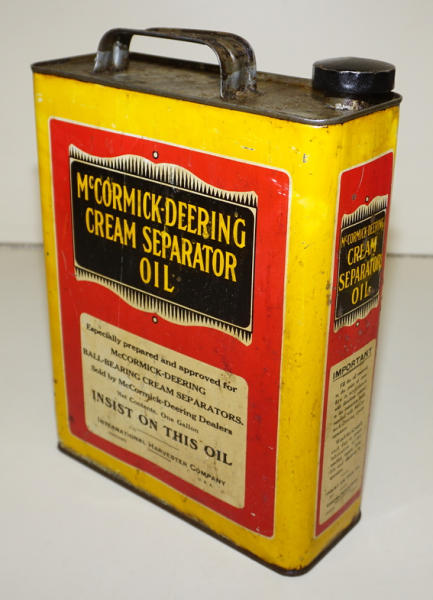 McCORMICK-DEERING
CREAM SEPARATOR
OIL
Especially prepared and approved for
McCORMICK-DEERING
BALL-BEARING CREAM SEPARATORS.
Sold by McCormick-Deering Dealers
Net Contents, One Gallon
INSIST ON THIS OIL
INTERNATIONAL HARVESTER COMPANY
U.S.A.
McCORMICK-DEERING
CREAM
SEPARATOR
OIL
IMPORTANT